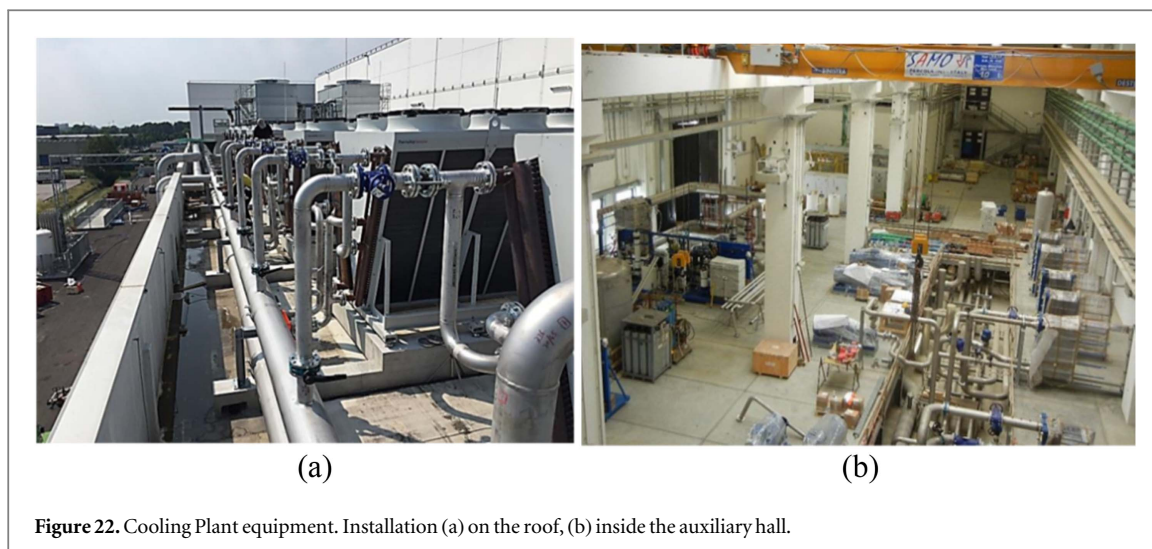 SAMO
(a)
(b)
Figure 22. Cooling Plant equipment. Installation (a) on the roof, (b) inside the auxiliary hall.